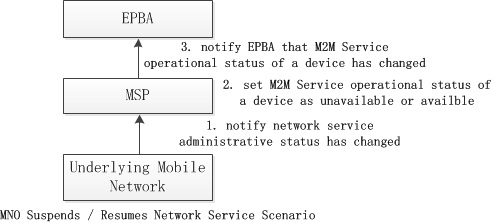 EPBA
3. notify EPBA that M2M Service
operational status of a device has changed
MSP
2. set M2M Service operational status of
a device as unavailable or availble
1. notify network service
administrative status has changed
Underlying Mobile
Network
MNO Suspends / Resumes Network Service Scenario